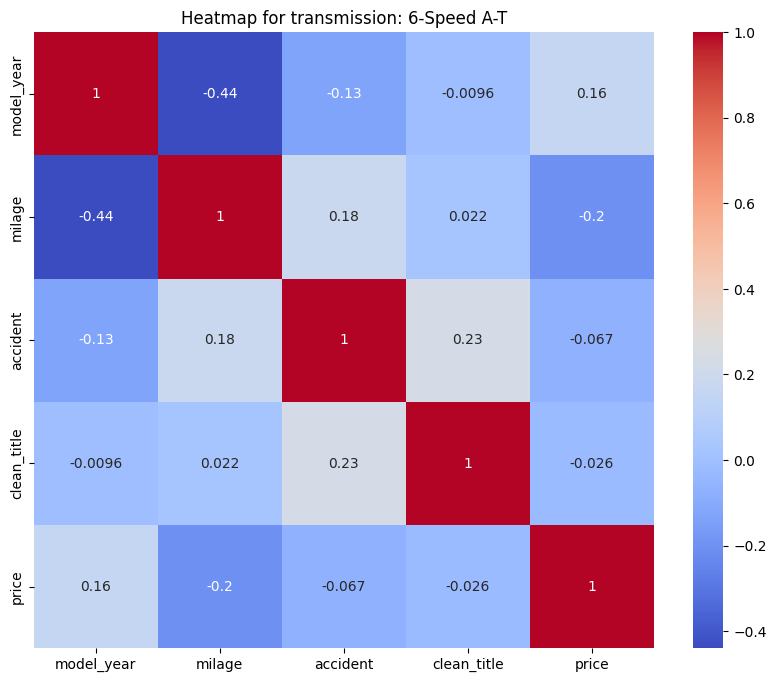 Heatmap for transmission: 6-Speed A-T
model_year 1 -0.44 -0.13 -0.0096 0.16
milage -0.44 1 0.18 0.022 -0.2
accident -0.13 0.18 1 0.23 -0.067
clean_title -0.0096 0.022 0.23 1 -0.026
price 0.16 -0.2 -0.067 -0.026 1
model_year milage accident clean_title price
1.0
0.8
0.6
0.4
0.2
0.0
−0.2
−0.4